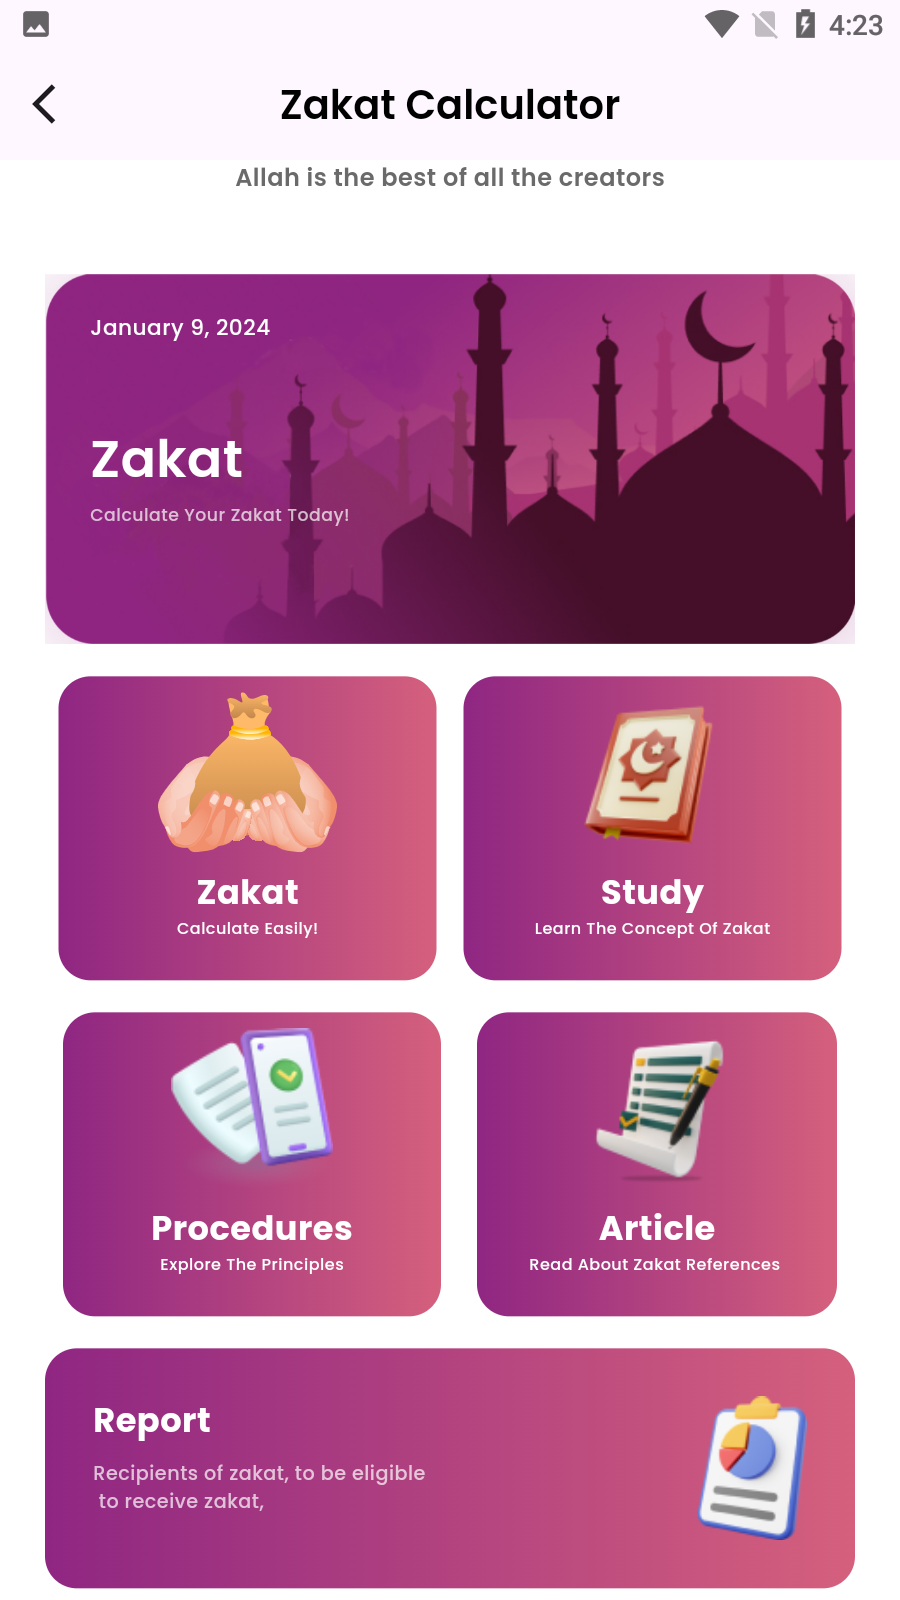 4:23
Zakat Calculator
Allah is the best of all the creators
January 9, 2024
Zakat
Calculate Your Zakat Today!
Zakat
Calculate Easily!
Study
Learn The Concept Of Zakat
Procedures
Explore The Principles
Article
Read About Zakat References
Report
Recipients of zakat, to be eligible
to receive zakat,